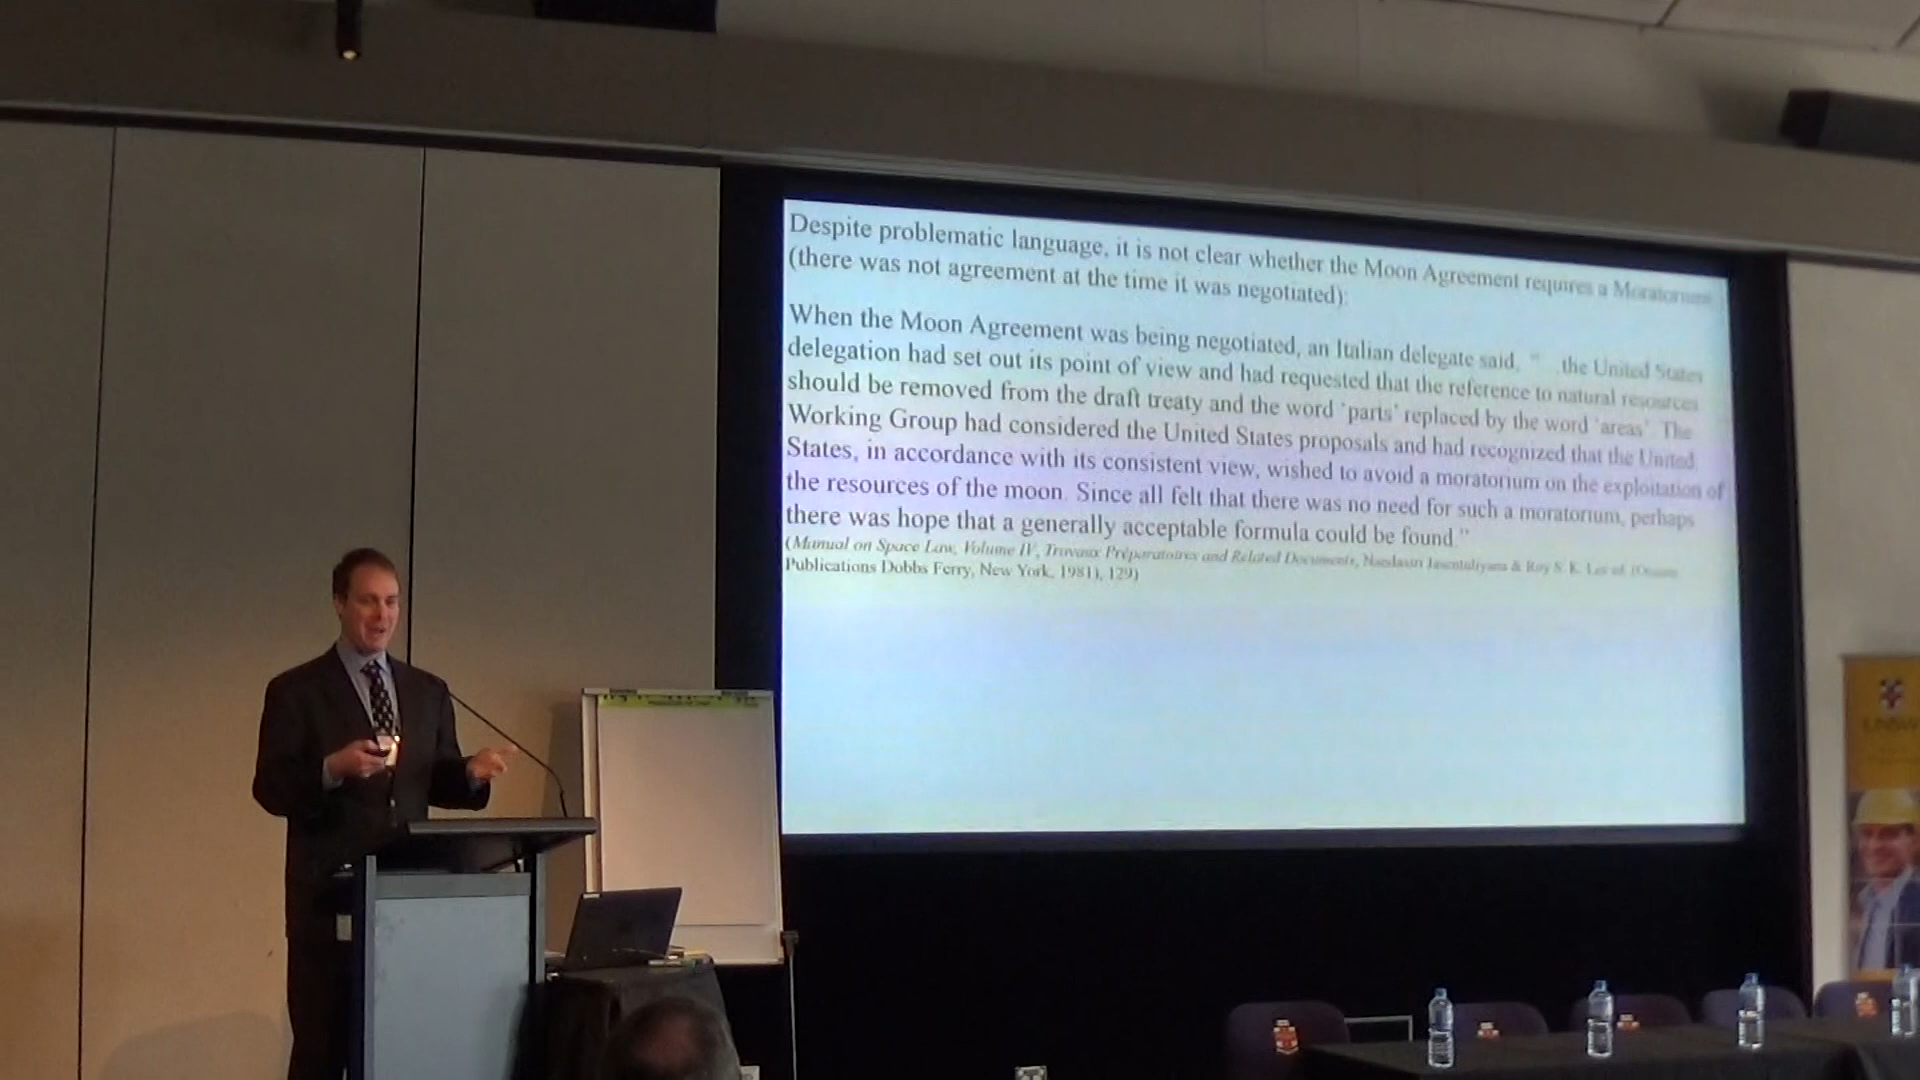 Despite problematic language, it is not clear whether the Moon Agreement requires a Moratorium
(there was not agreement at the time it was negotiated):
When the Moon Agreement was being negotiated, an Italian delegate said, “ .the United States
delegation had set out its point of view and had requested that the reference to natural resources
should be removed from the draft treaty and the word ‘parts’ replaced by the word ‘areas’. The
Working Group had considered the United States proposals and had recognized that the United
States, in accordance with its consistent view, wished to avoid a moratorium on the exploitation of
the resources of the moon. Since all felt that there was no need for such a moratorium, perhaps
there was hope that a generally acceptable formula could be found.”
(Manual on Space Law, Volume IV, Travaux Préparatoires and Related Documents, & Roy S. K. Lee ed. (Oceana
Publications Dobbs Ferry, New York, 1981), 129)
UNSW